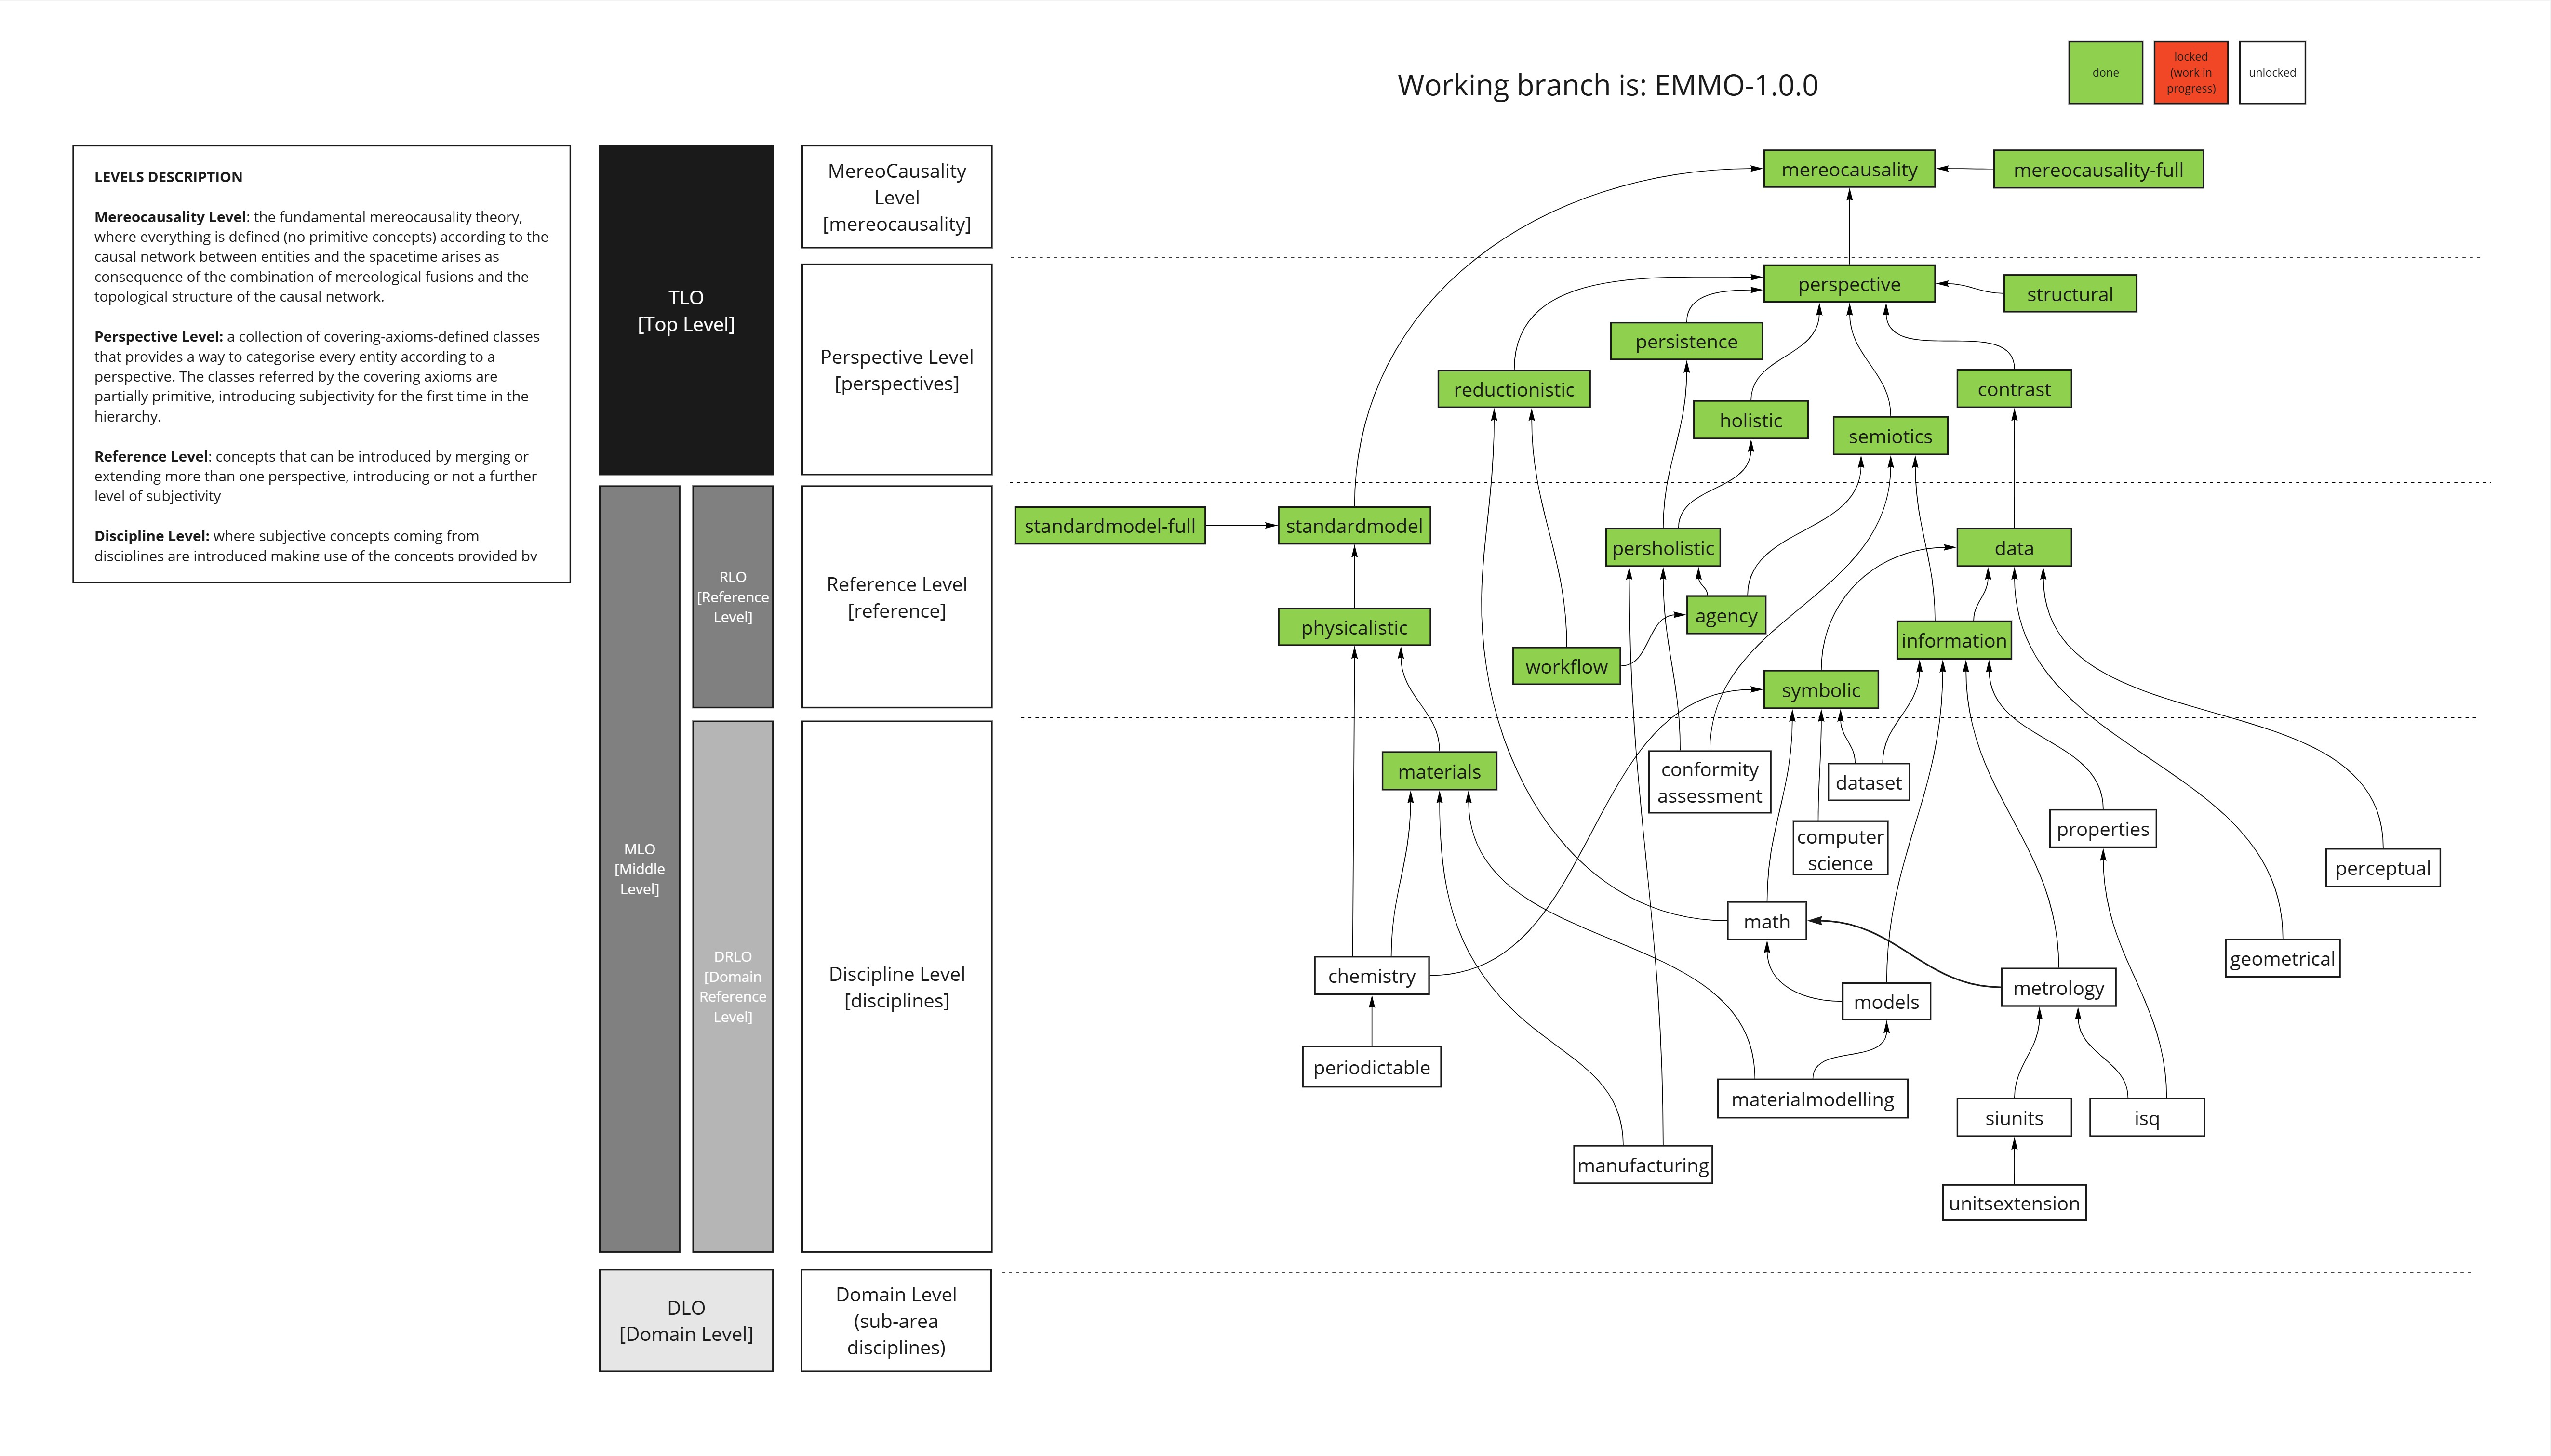 Working branch is: EMMO-1.0.0
done
locked
(work in
progress)
unlocked
LEVELS DESCRIPTION
Mereocausality Level: the fundamental mereocausality theory,
where everything is defined (no primitive concepts) according to the
causal network between entities and the spacetime arises as
consequence of the combination of mereological fusions and the
topological structure of the causal network.
Perspective Level: a collection of covering-axioms-defined classes
that provides a way to categorise every entity according to a
perspective. The classes referred by the covering axioms are
partially primitive, introducing subjectivity for the first time in the
hierarchy.
Reference Level: concepts that can be introduced by merging or
extending more than one perspective, introducing or not a further
level of subjectivity
Discipline Level: where subjective concepts coming from
disciplines are introduced making use of the concepts provided by
TLO
[Top Level]
MLO
[Middle
Level]
RLO
[Reference
Level]
DRLO
[Domain
Reference
Level]
DLO
[Domain Level]
MereoCausality
Level
[mereocausality]
Perspective Level
[perspectives]
Reference Level
[reference]
Discipline Level
[disciplines]
Domain Level
(sub-area
disciplines)
mereocausality
mereocausality-full
perspective
structural
persistence
reductionistic
contrast
holistic
semiotics
standardmodel-full
standardmodel
persholistic
data
agency
physicalistic
information
workflow
symbolic
materials
conformity
assessment
dataset
computer
science
properties
perceptual
math
geometrical
chemistry
metrology
models
periodictable
materialmodelling
siunits
isq
manufacturing
unitsextension